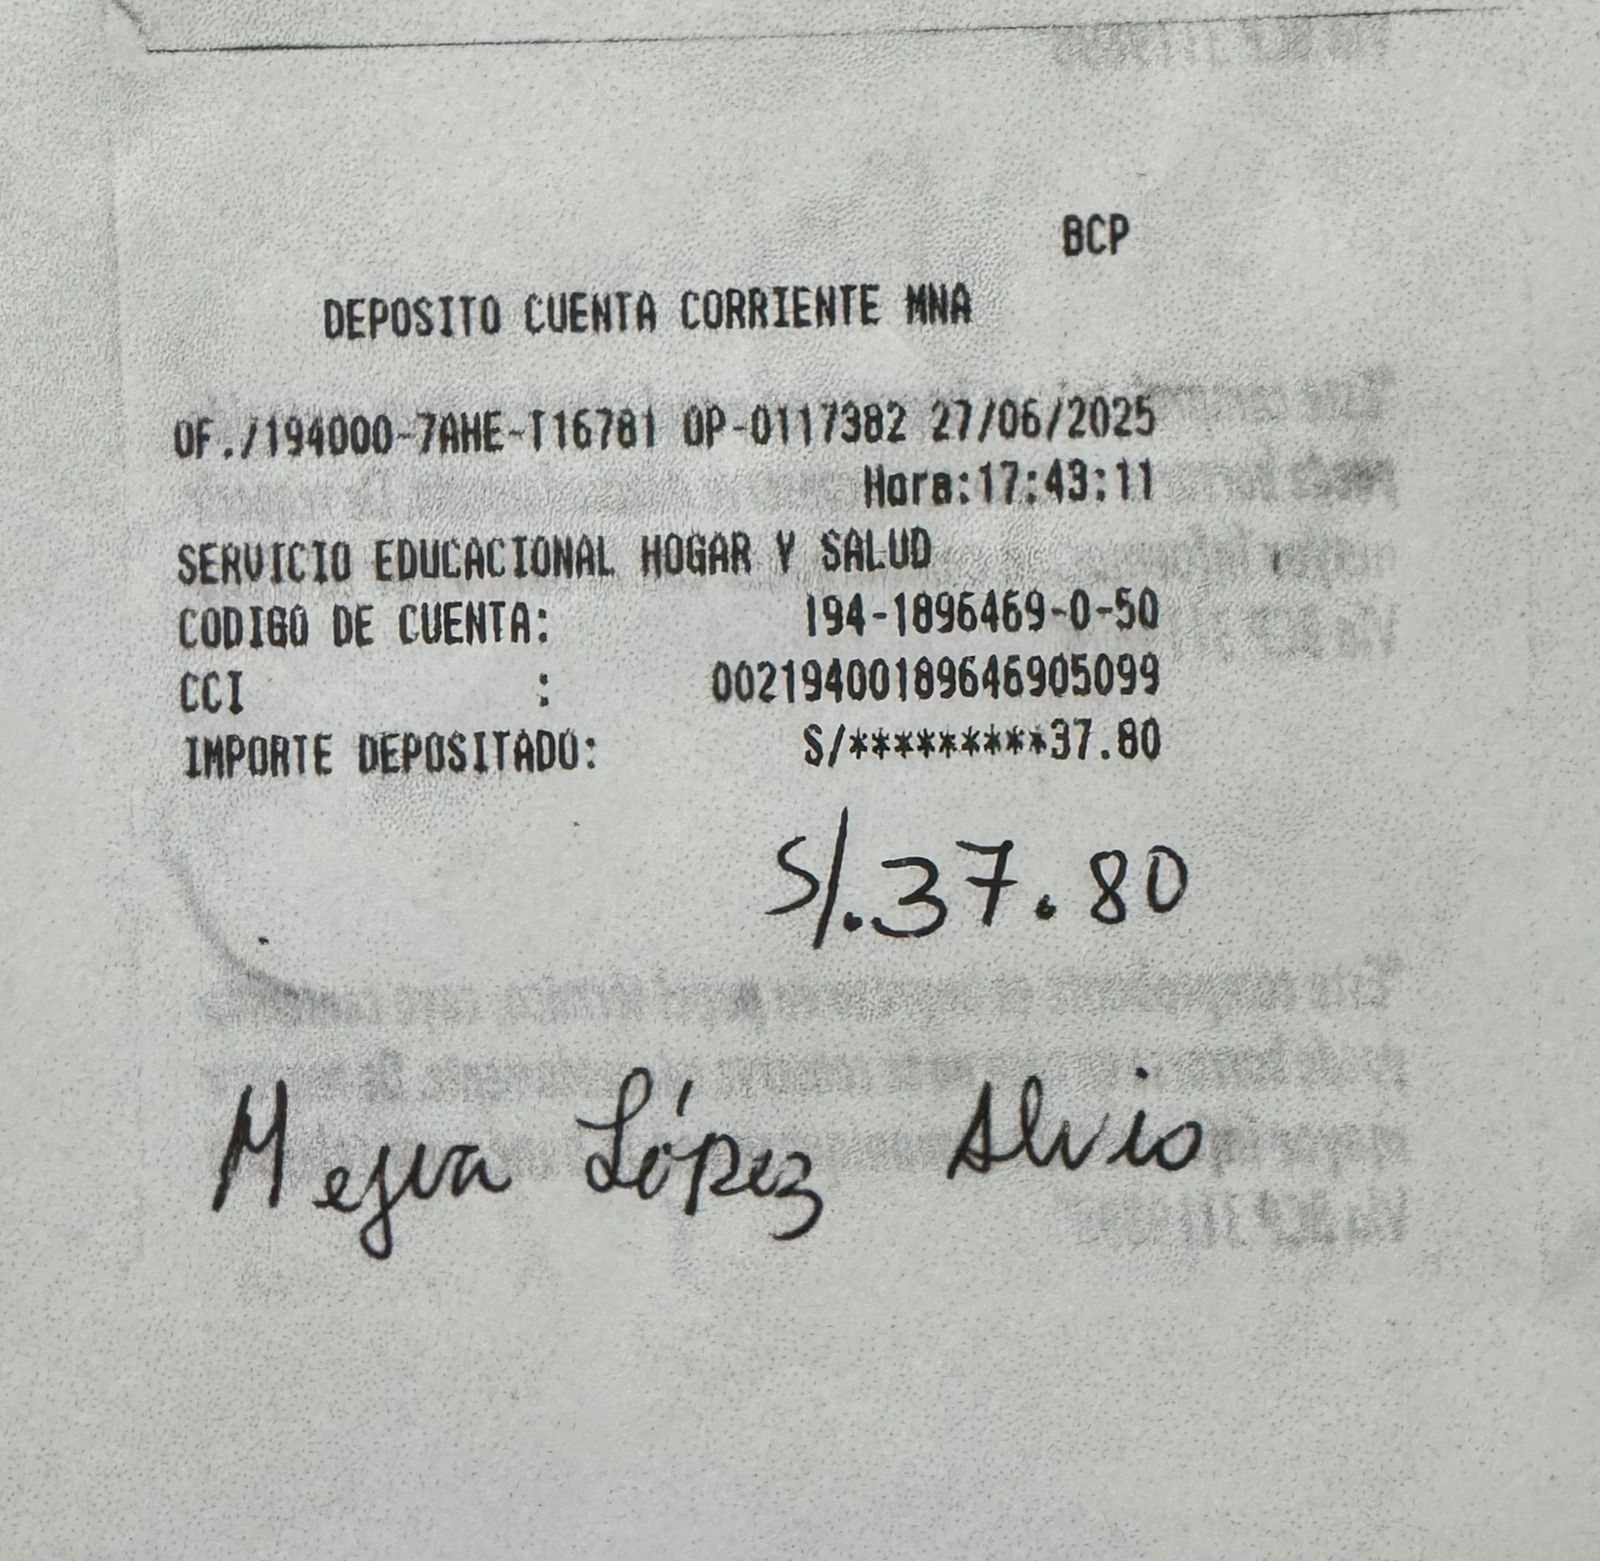 BCP
DEPOSITO CUENTA CORRIENTE MNA
OF./194000-7AHE-T16781 OP-0117382 27/06/2025
Hora:17:43:11
SERVICIO EDUCACIONAL HOGAR Y SALUD
CODIGO DE CUENTA: 194-1896469-0-50
CCI : 00219400189646905099
IMPORTE DEPOSITADO: S/*********37.80
S/.37.80
López Alvis